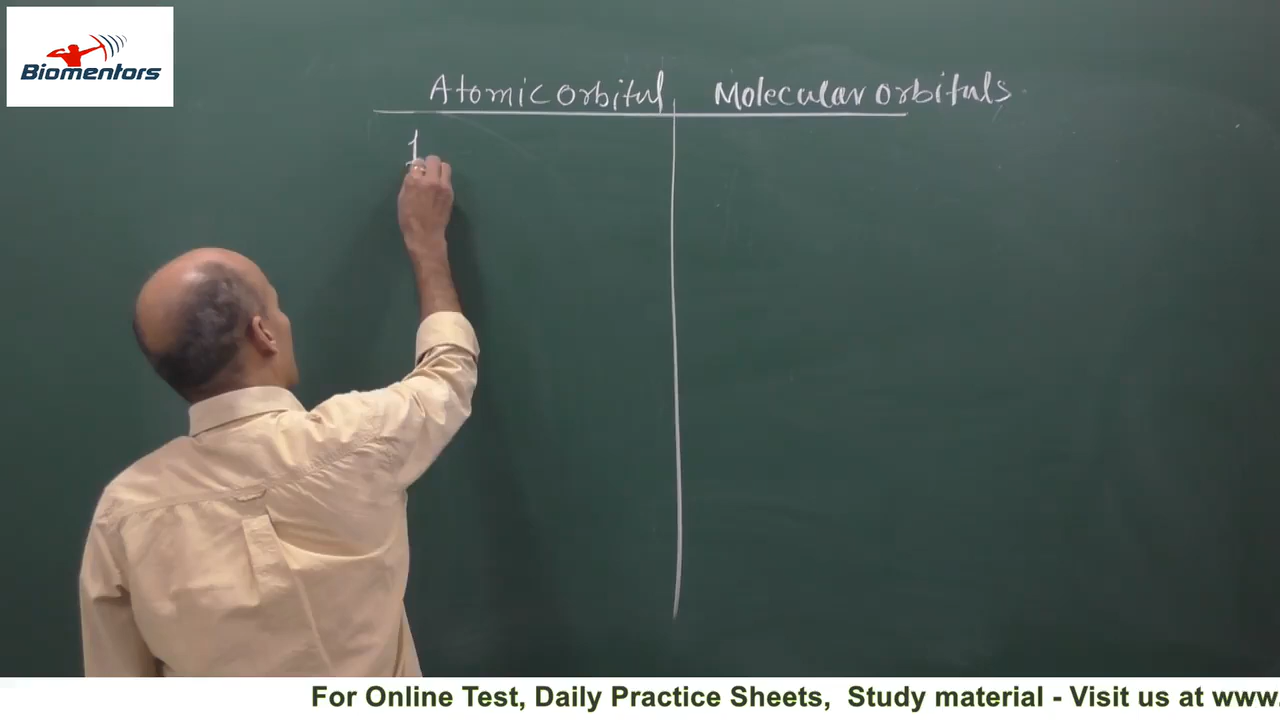 Biomentors
Atomic orbital Molecular orbitals
1
For Online Test, Daily Practice Sheets, Study material - Visit us at www.